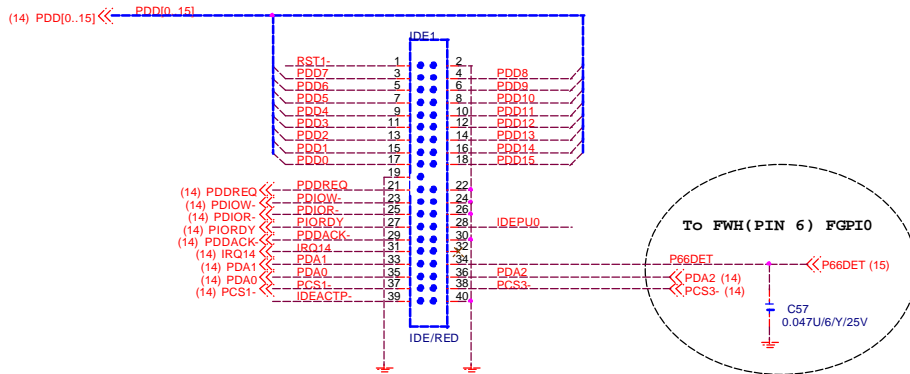 (14) PDD[0..15] PDD[0..15]
IDE1
RST1- 1 2
PDD7 3 4 PDD8
PDD6 5 6 PDD9
PDD5 7 8 PDD10
PDD4 9 10 PDD11
PDD3 11 12 PDD12
PDD2 13 14 PDD13
PDD1 15 16 PDD14
PDD0 17 18 PDD15
19
(14) PDDREQ PDDREQ 21 22
(14) PDIOW- PDIOW- 23 24
(14) PDIOR- PDIOR- 25 26
(14) PIORDY PIORDY 27 28 IDEPU0
(14) PDDACK- PDDACK- 29 30
(14) IRQ14 IRQ14 31 32
(14) PDA1 PDA1 33 34 P66DET P66DET (15)
(14) PDA0 PDA0 35 36 PDA2 PDA2 (14)
(14) PCS1- PCS1- 37 38 PCS3- PCS3- (14)
IDEACTP- 39 40
IDE/RED
To FWH(PIN 6) FGPI0
C57
0.047U/6/Y/25V